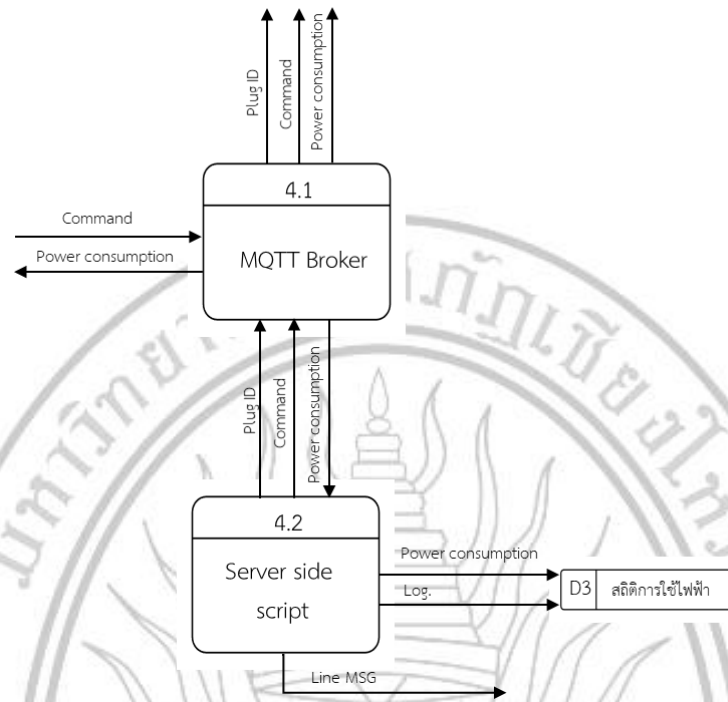 Plug ID
Command
Power consumption
4.1
MQTT Broker
Command
Power consumption
Plug ID
Command
Power consumption
4.2
Server side
script
Power consumption
Log.
D3 สถิติการใช้ไฟฟ้า
Line MSG